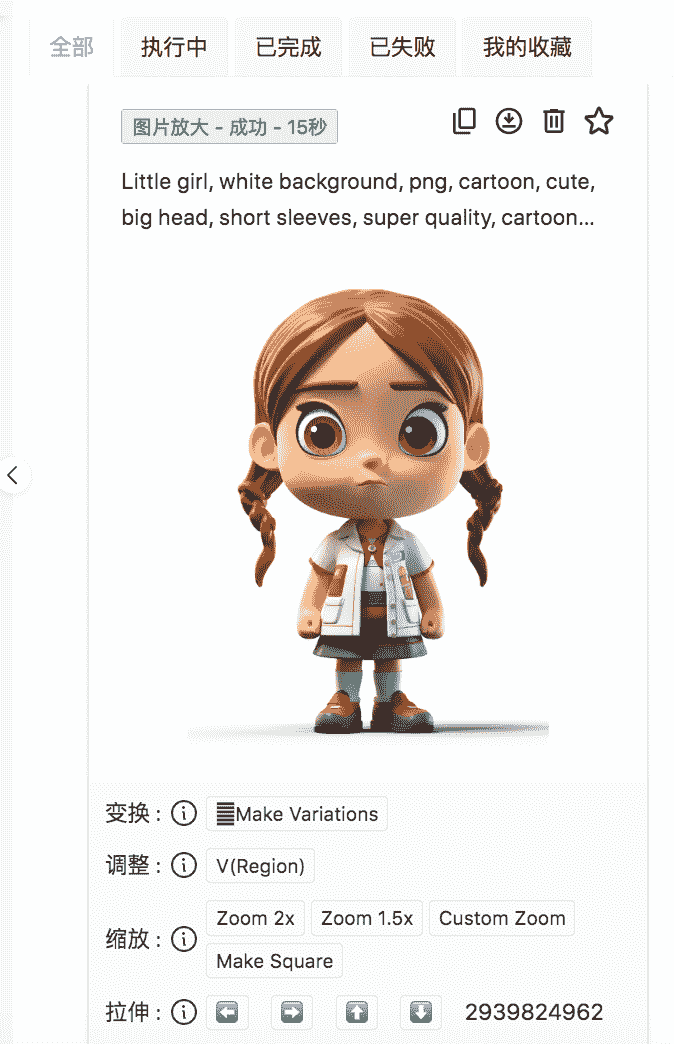 全部 执行中 已完成 已失败 我的收藏
图片放大 - 成功 - 15秒
Little girl, white background, png, cartoon, cute,
big head, short sleeves, super quality, cartoon...
变换 : Make Variations
调整 : V(Region)
缩放 : Zoom 2x Zoom 1.5x Custom Zoom
Make Square
拉伸 : 2939824962